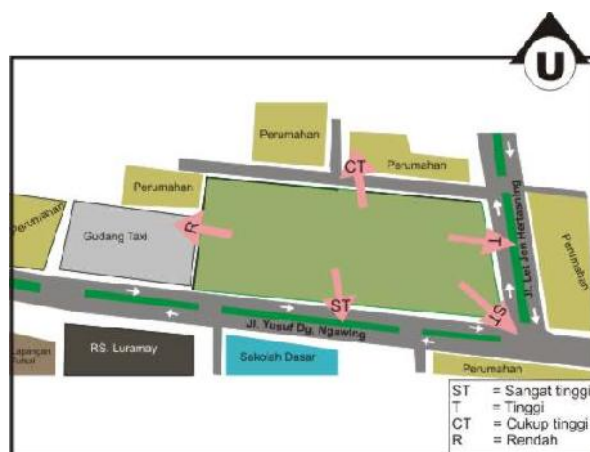 U
Perumahan
CT
Perumahan
Perumahan
Perumahan
Gudang Taxi
R
T
Jl. Let Jen Hertasning
Perumahan
ST
ST
Jl. Yusuf Dg. Ngawing
RS. Luramay
Sekolah Dasar
Perumahan
Lapangan
ST = Sangat tinggi
T = Tinggi
CT = Cukup tinggi
R = Rendah